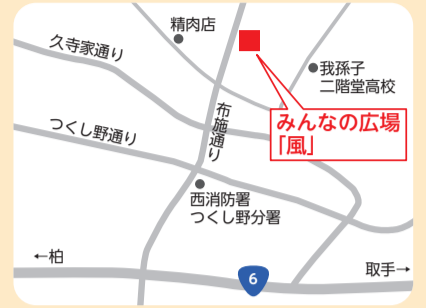 精肉店
久寺家通り
我孫子
二階堂高校
みんなの広場
「風」
布施通り
つくし野通り
西消防署
つくし野分署
←柏
6
取手→